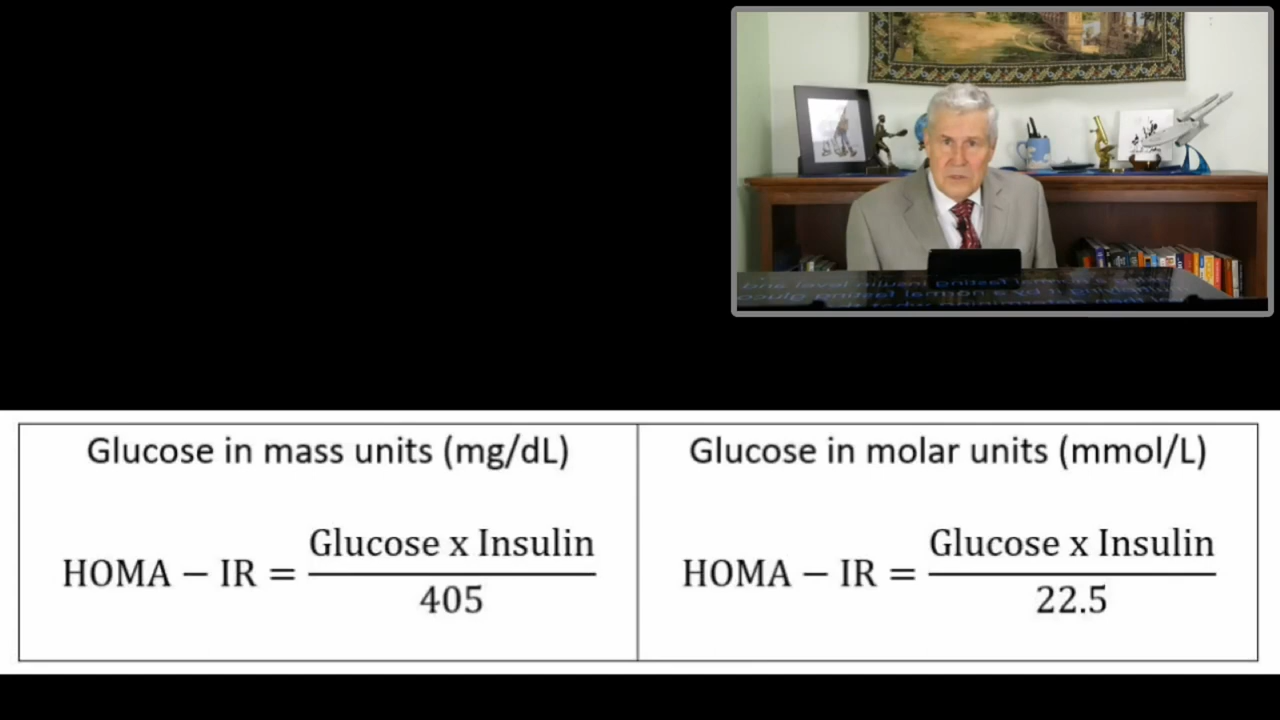 Glucose in mass units (mg/dL)
HOMA – IR = Glucose x Insulin
405
Glucose in molar units (mmol/L)
HOMA – IR = Glucose x Insulin
22.5